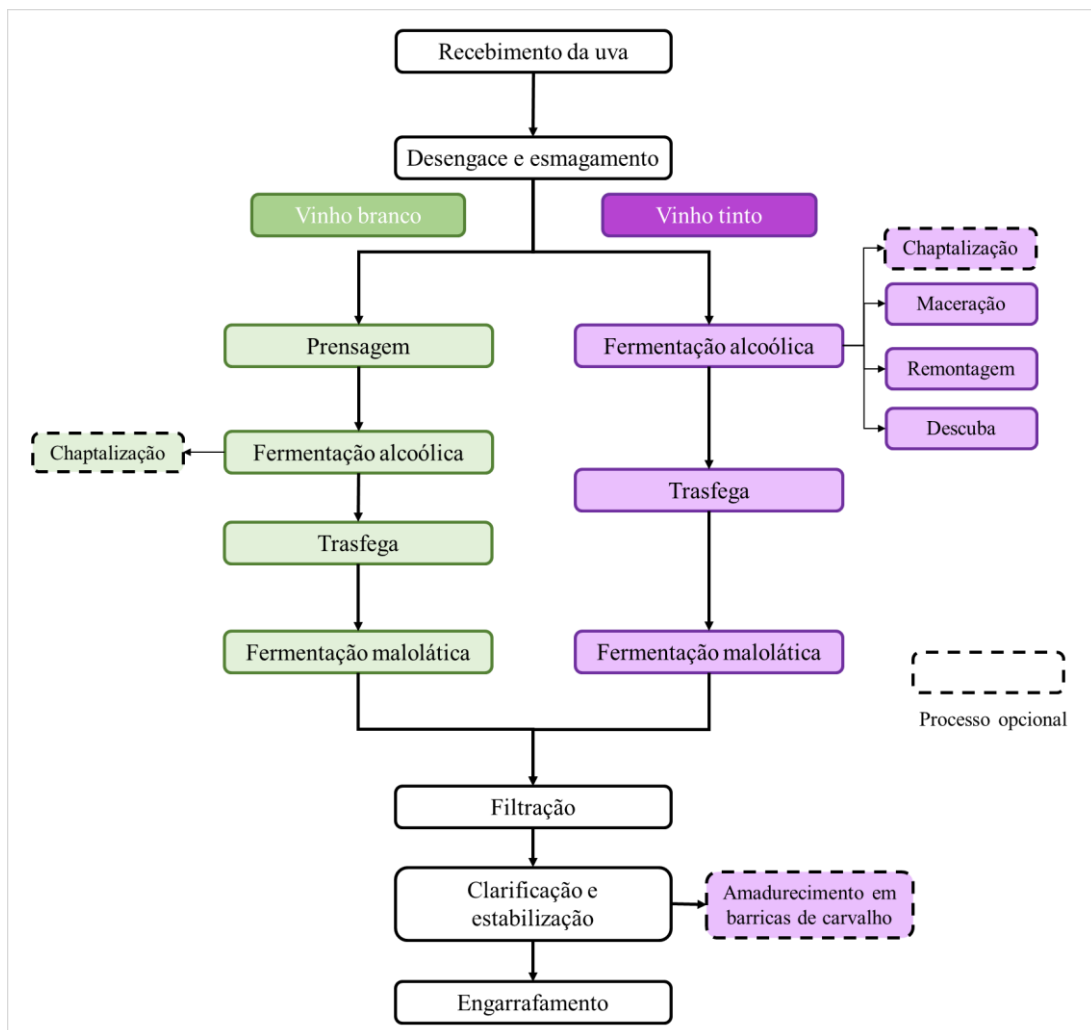 Recebimento da uva
Desengace e esmagamento
Vinho branco
Vinho tinto
Chaptalização
Maceração
Prensagem
Fermentação alcoólica
Remontagem
Descuba
Chaptalização
Fermentação alcoólica
Trasfega
Trasfega
Fermentação malolática
Fermentação malolática
Processo opcional
Filtração
Clarificação e
estabilização
Amadurecimento em
barricas de carvalho
Engarrafamento